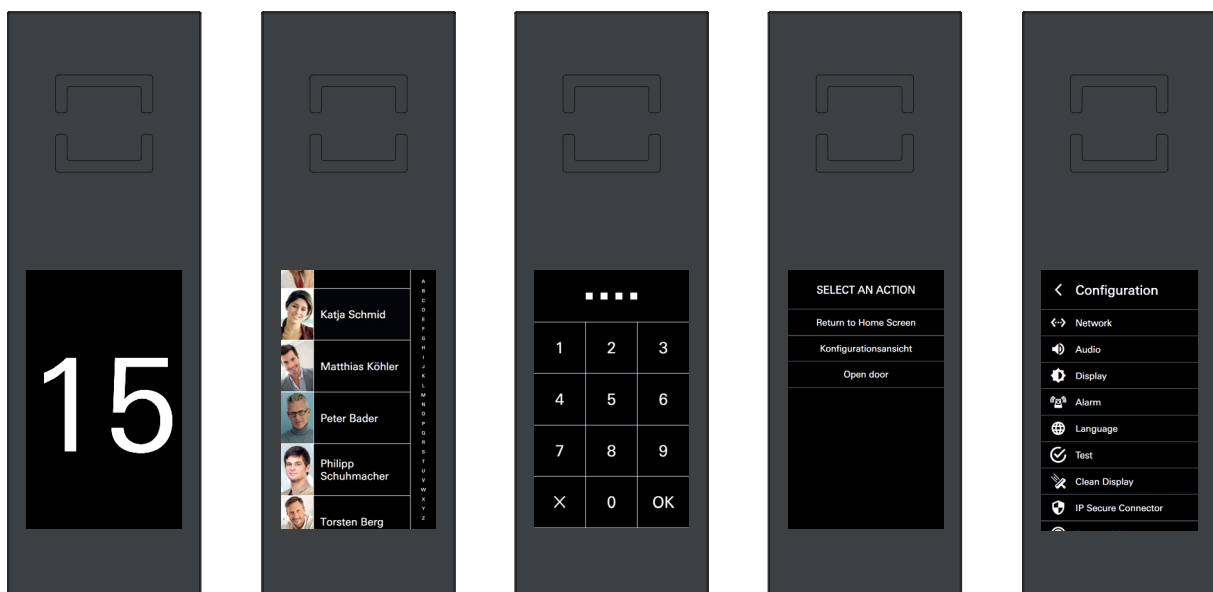 15
Katja Schmid
Matthias Köhler
Peter Bader
Philipp
Schuhmacher
Torsten Berg
A
B
C
D
E
F
G
H
I
J
K
L
M
N
O
P
Q
R
S
T
U
V
W
X
Y
Z
1 2 3
4 5 6
7 8 9
X 0 OK
SELECT AN ACTION
Return to Home Screen
Konfigurationsansicht
Open door
Configuration
Network
Audio
Display
Alarm
Language
Test
Clean Display
IP Secure Connector